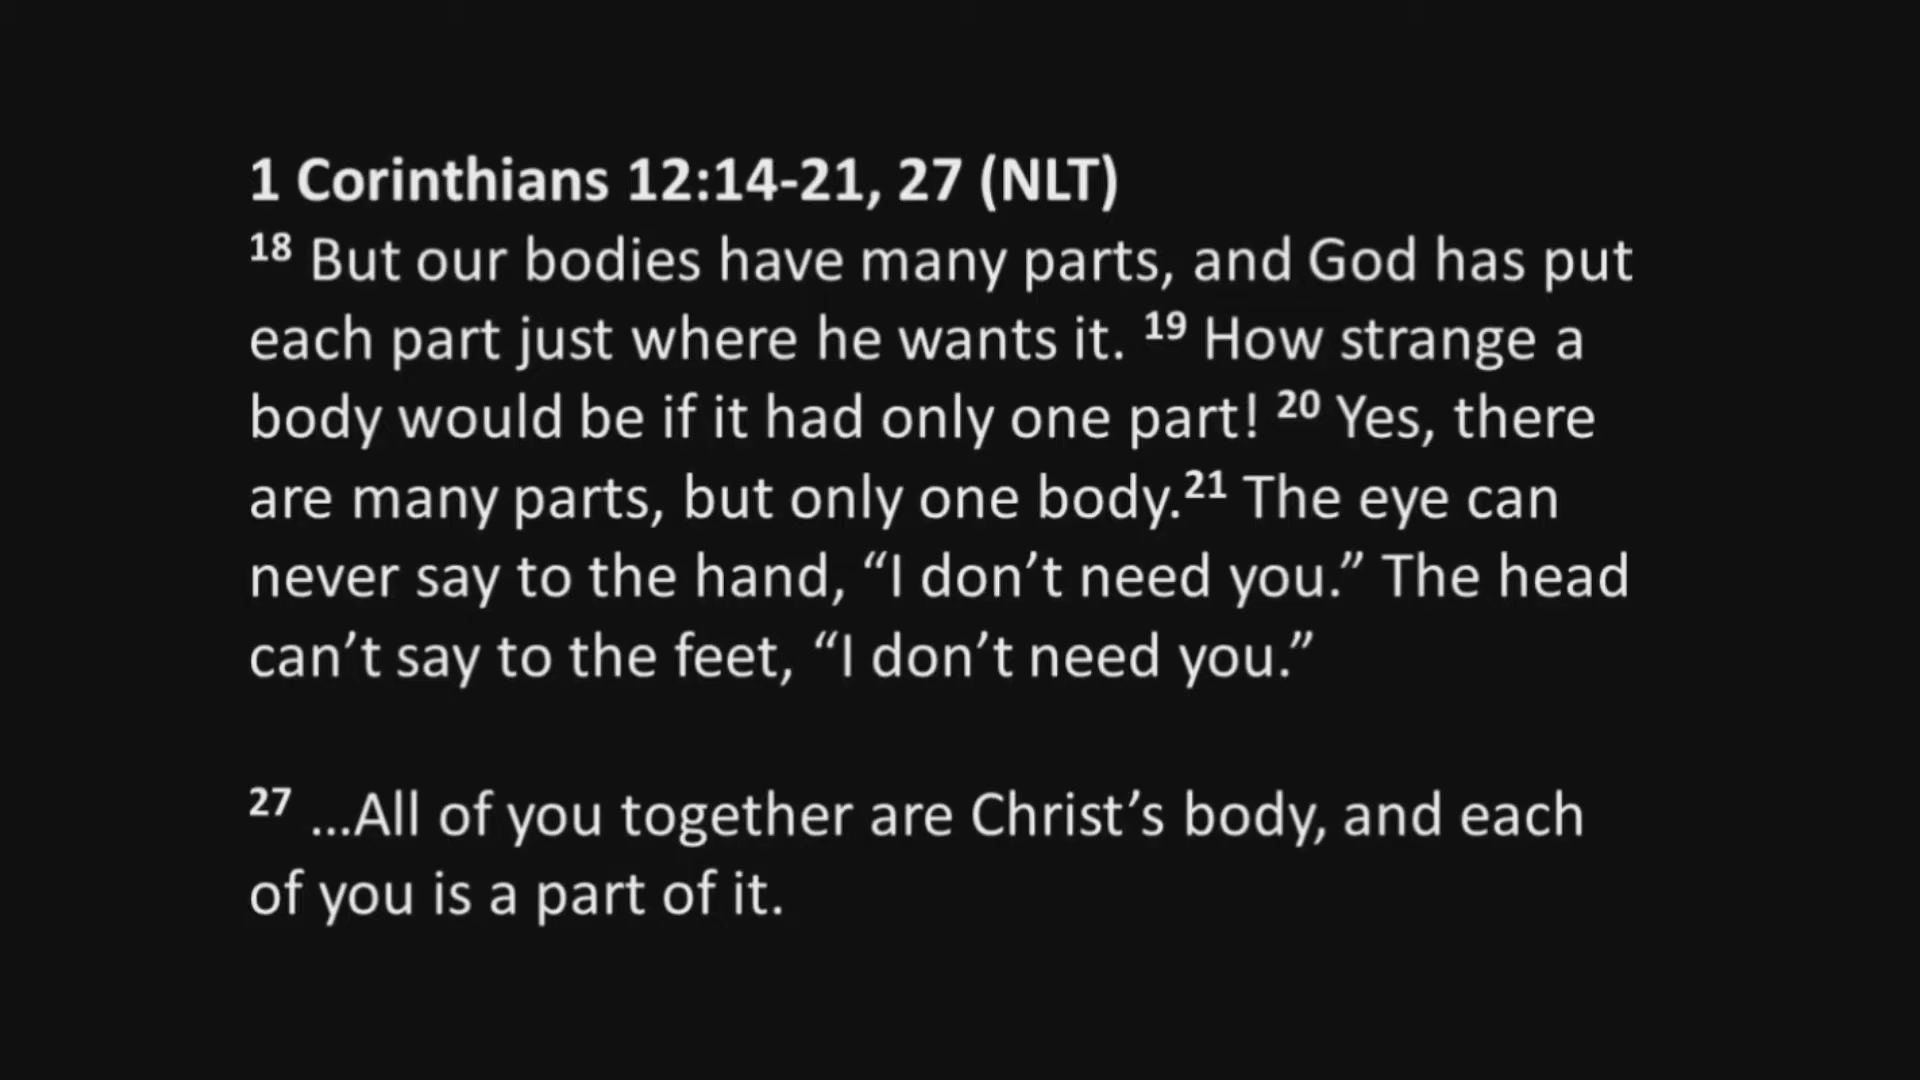 1 Corinthians 12:14-21, 27 (NLT)
18 But our bodies have many parts, and God has put
each part just where he wants it. 19 How strange a
body would be if it had only one part! 20 Yes, there
are many parts, but only one body.21 The eye can
never say to the hand, “I don’t need you.” The head
can’t say to the feet, “I don’t need you.”
27 …All of you together are Christ’s body, and each
of you is a part of it.